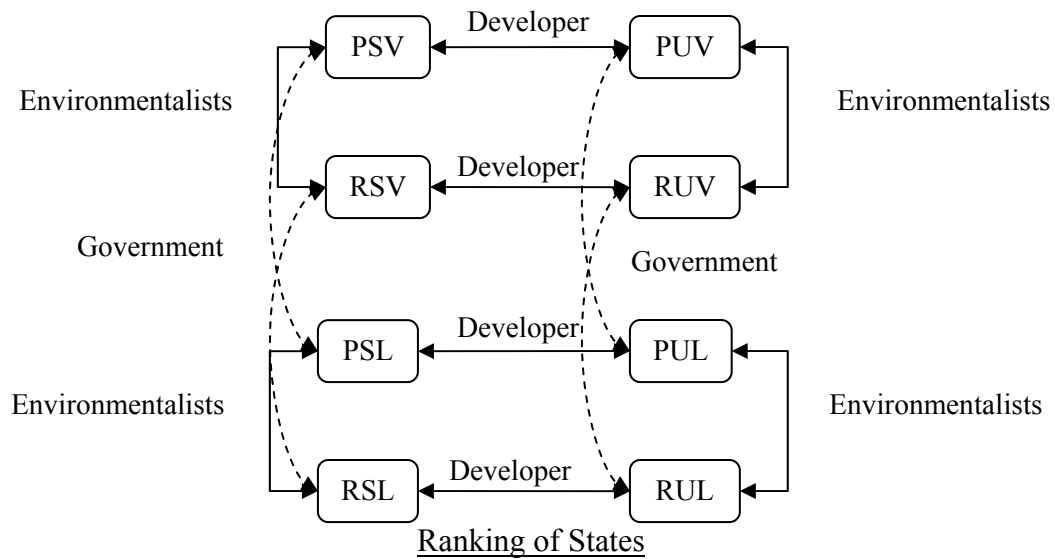 Developer
PSV PUV
Environmentalists Environmentalists
Developer
RSV RUV
Government Government
Developer
PSL PUL
Environmentalists Environmentalists
Developer
RSL RUL
Ranking of States